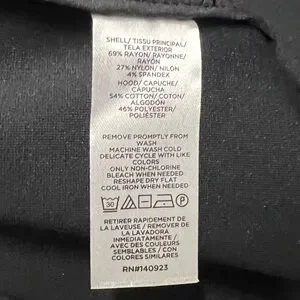 SHELL/ TISSU PRINCIPAL/
TELA EXTERIOR
69% RAYON/ RAYONNE/
RAYÓN
27% NYLON/ NILÓN
4% SPANDEX
HOOD/ CAPUCHE/
CAPUCHA
54% COTTON/ COTON/
ALGODÓN
46% POLYESTER/
POLIÉSTER
REMOVE PROMPTLY FROM
WASH
MACHINE WASH COLD
DELICATE CYCLE WITH LIKE
COLORS
ONLY NON-CHLORINE
BLEACH WHEN NEEDED
RESHAPE DRY FLAT
COOL IRON WHEN NEEDED
30
RETIRER RAPIDEMENT DE
LA LAVEUSE / REMOVER DE
LA LAVADORA
AVEC DES COULEURS
SEMBLABLES / CON
COLORES SIMILARES
RN#140923